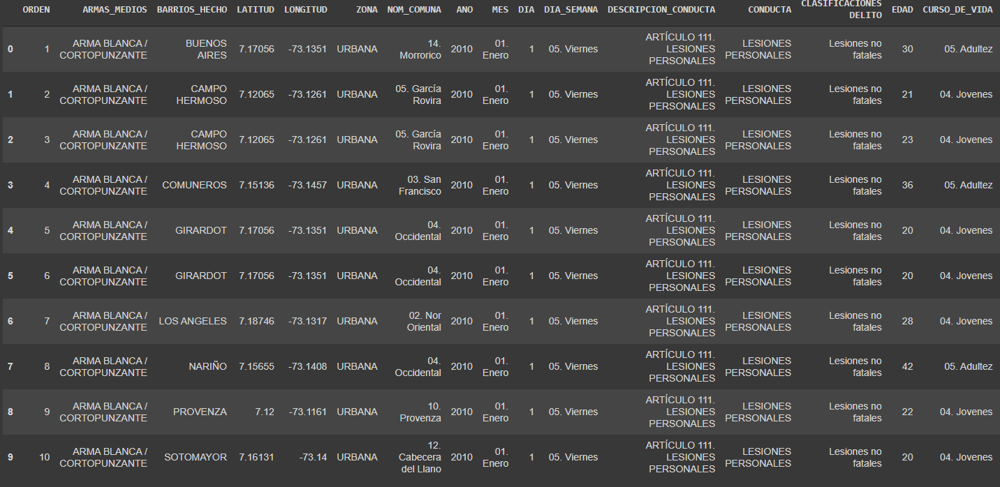 ORDEN ARMAS_MEDIOS BARRIOS_HECHO LATITUD LONGITUD ZONA NOM_COMUNA ANO MES DIA DIA_SEMANA DESCRIPCION_CONDUCTA CONDUCTA CLASIFICACIONES DELITO EDAD CURSO_DE_VIDA
0 1 ARMA BLANCA / CORTOPUNZANTE BUENOS AIRES 7.17056 -73.1351 URBANA 14. Morrorico 2010 01. Enero 1 05. Viernes ARTÍCULO 111. LESIONES PERSONALES LESIONES PERSONALES Lesiones no fatales 30 05. Adultez
1 2 ARMA BLANCA / CORTOPUNZANTE CAMPO HERMOSO 7.12065 -73.1261 URBANA 05. García Rovira 2010 01. Enero 1 05. Viernes ARTÍCULO 111. LESIONES PERSONALES LESIONES PERSONALES Lesiones no fatales 21 04. Jovenes
2 3 ARMA BLANCA / CORTOPUNZANTE CAMPO HERMOSO 7.12065 -73.1261 URBANA 05. García Rovira 2010 01. Enero 1 05. Viernes ARTÍCULO 111. LESIONES PERSONALES LESIONES PERSONALES Lesiones no fatales 23 04. Jovenes
3 4 ARMA BLANCA / CORTOPUNZANTE COMUNEROS 7.15136 -73.1457 URBANA 03. San Francisco 2010 01. Enero 1 05. Viernes ARTÍCULO 111. LESIONES PERSONALES LESIONES PERSONALES Lesiones no fatales 36 05. Adultez
4 5 ARMA BLANCA / CORTOPUNZANTE GIRARDOT 7.17056 -73.1351 URBANA 04. Occidental 2010 01. Enero 1 05. Viernes ARTÍCULO 111. LESIONES PERSONALES LESIONES PERSONALES Lesiones no fatales 20 04. Jovenes
5 6 ARMA BLANCA / CORTOPUNZANTE GIRARDOT 7.17056 -73.1351 URBANA 04. Occidental 2010 01. Enero 1 05. Viernes ARTÍCULO 111. LESIONES PERSONALES LESIONES PERSONALES Lesiones no fatales 20 04. Jovenes
6 7 ARMA BLANCA / CORTOPUNZANTE LOS ANGELES 7.18746 -73.1317 URBANA 02. Nor Oriental 2010 01. Enero 1 05. Viernes ARTÍCULO 111. LESIONES PERSONALES LESIONES PERSONALES Lesiones no fatales 28 04. Jovenes
7 8 ARMA BLANCA / CORTOPUNZANTE NARIÑO 7.15655 -73.1408 URBANA 04. Occidental 2010 01. Enero 1 05. Viernes ARTÍCULO 111. LESIONES PERSONALES LESIONES PERSONALES Lesiones no fatales 42 05. Adultez
8 9 ARMA BLANCA / CORTOPUNZANTE PROVENZA 7.12 -73.1161 URBANA 10. Provenza 2010 01. Enero 1 05. Viernes ARTÍCULO 111. LESIONES PERSONALES LESIONES PERSONALES Lesiones no fatales 22 04. Jovenes
9 10 ARMA BLANCA / CORTOPUNZANTE SOTOMAYOR 7.16131 -73.14 URBANA 12. Cabecera del Llano 2010 01. Enero 1 05. Viernes ARTÍCULO 111. LESIONES PERSONALES LESIONES PERSONALES Lesiones no fatales 20 04. Jovenes